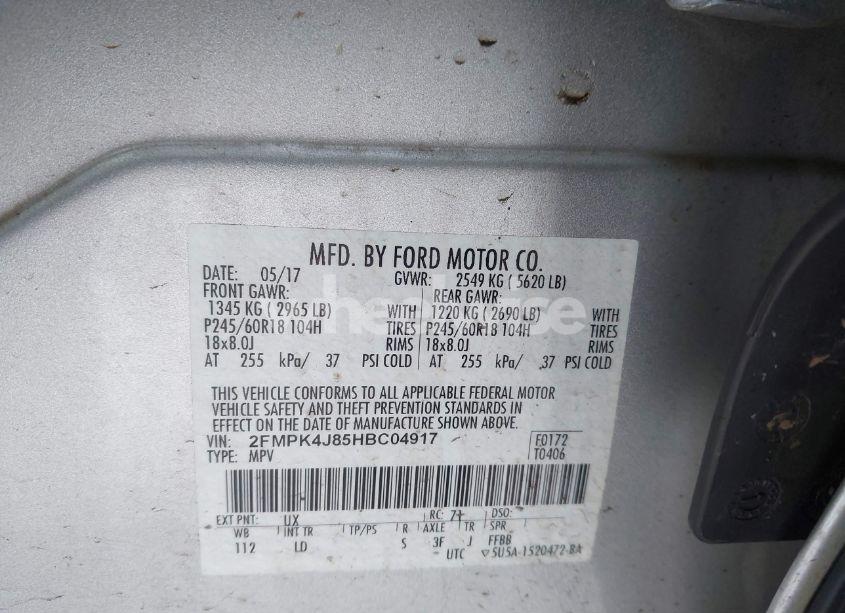 MFD. BY FORD MOTOR CO.
DATE: 05/17 GVWR: 2549 KG ( 5620 LB)
FRONT GAWR: REAR GAWR:
1345 KG ( 2965 LB) WITH 1220 KG ( 2690 LB) WITH
P245/60R18 104H TIRES P245/60R18 104H TIRES
18x8.0J RIMS 18x8.0J RIMS
AT 255 kPa/ 37 PSI COLD AT 255 kPa/ 37 PSI COLD
THIS VEHICLE CONFORMS TO ALL APPLICABLE FEDERAL MOTOR
VEHICLE SAFETY AND THEFT PREVENTION STANDARDS IN
EFFECT ON THE DATE OF MANUFACTURE SHOWN ABOVE.
VIN: 2FMPK4J85HBC04917 F0172
TYPE: MPV T0406
EXT PNT: UX RC: 71 DSO:
WB INT TR TP/PS R AXLE TR SPR
112 LD S 3F J FFBB
UTC ▽5U5A-1520472-BA